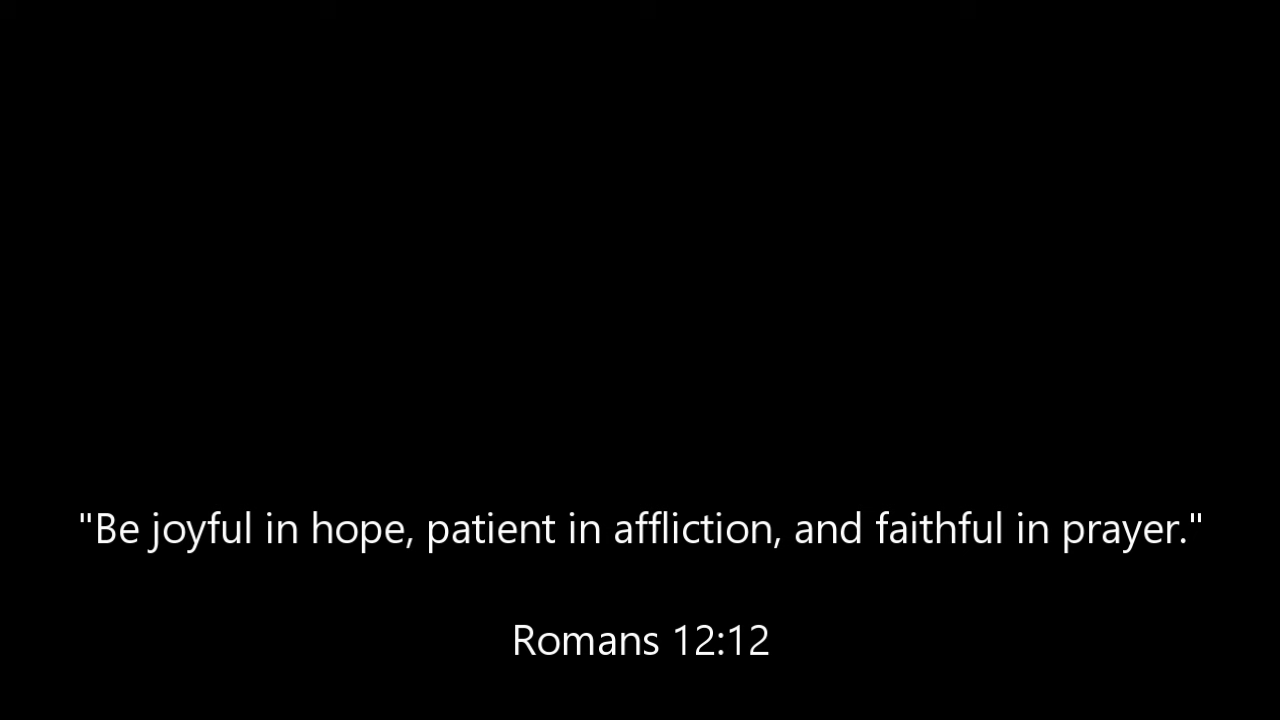 "Be joyful in hope, patient in affliction, and faithful in prayer."
Romans 12:12